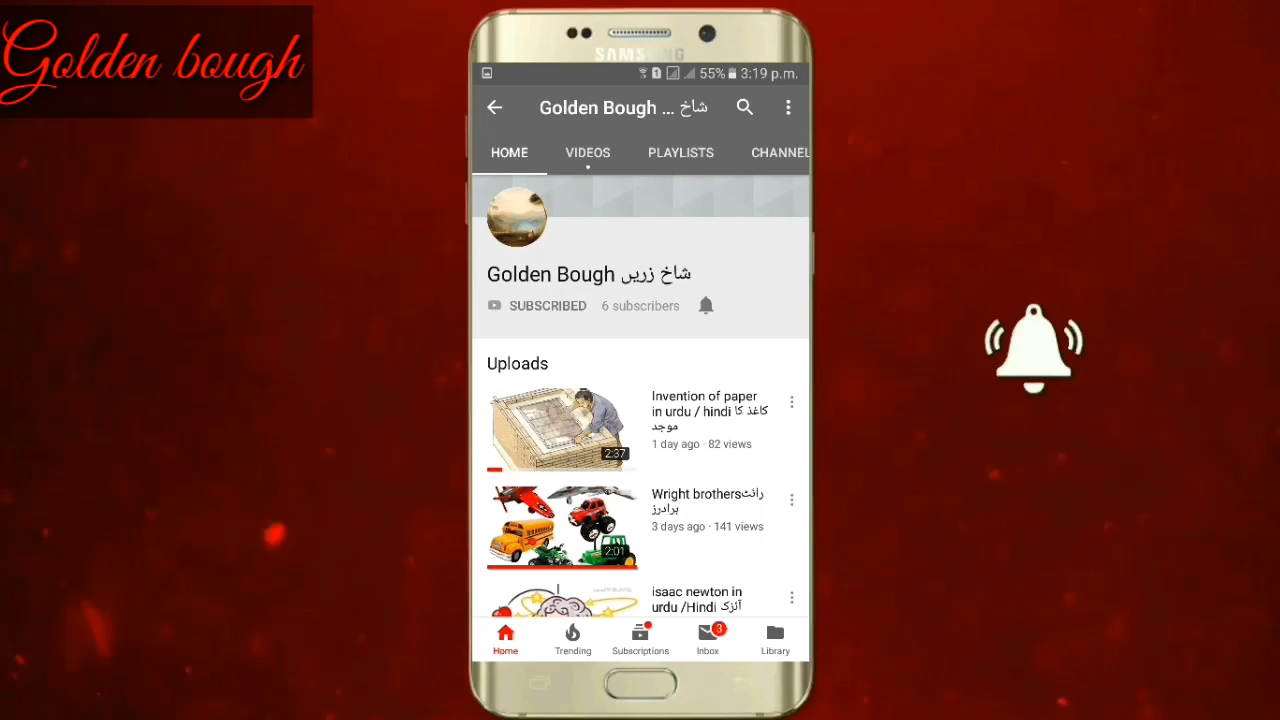 Golden bough
SAMSUNG
55% 3:19 p.m.
Golden Bough ... شاخ
HOME VIDEOS PLAYLISTS CHANNEL
Golden Bough شاخ زریں
SUBSCRIBED 6 subscribers
Uploads
Invention of paper
in urdu / hindi کاغذ کا
موجد
1 day ago · 82 views
2:37
Wright brothers رائٹ
برادرز
3 days ago · 141 views
2:01
isaac newton in
urdu /Hindi آئزک
3
Home Trending Subscriptions Inbox Library